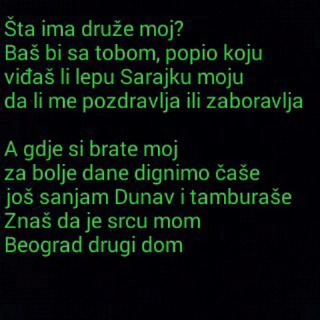 Šta ima druže moj?
Baš bi sa tobom, popio koju
viđaš li lepu Sarajku moju
da li me pozdravlja ili zaboravlja

A gdje si brate moj
za bolje dane dignimo čaše
još sanjam Dunav i tamburaše
Znaš da je srcu mom
Beograd drugi dom